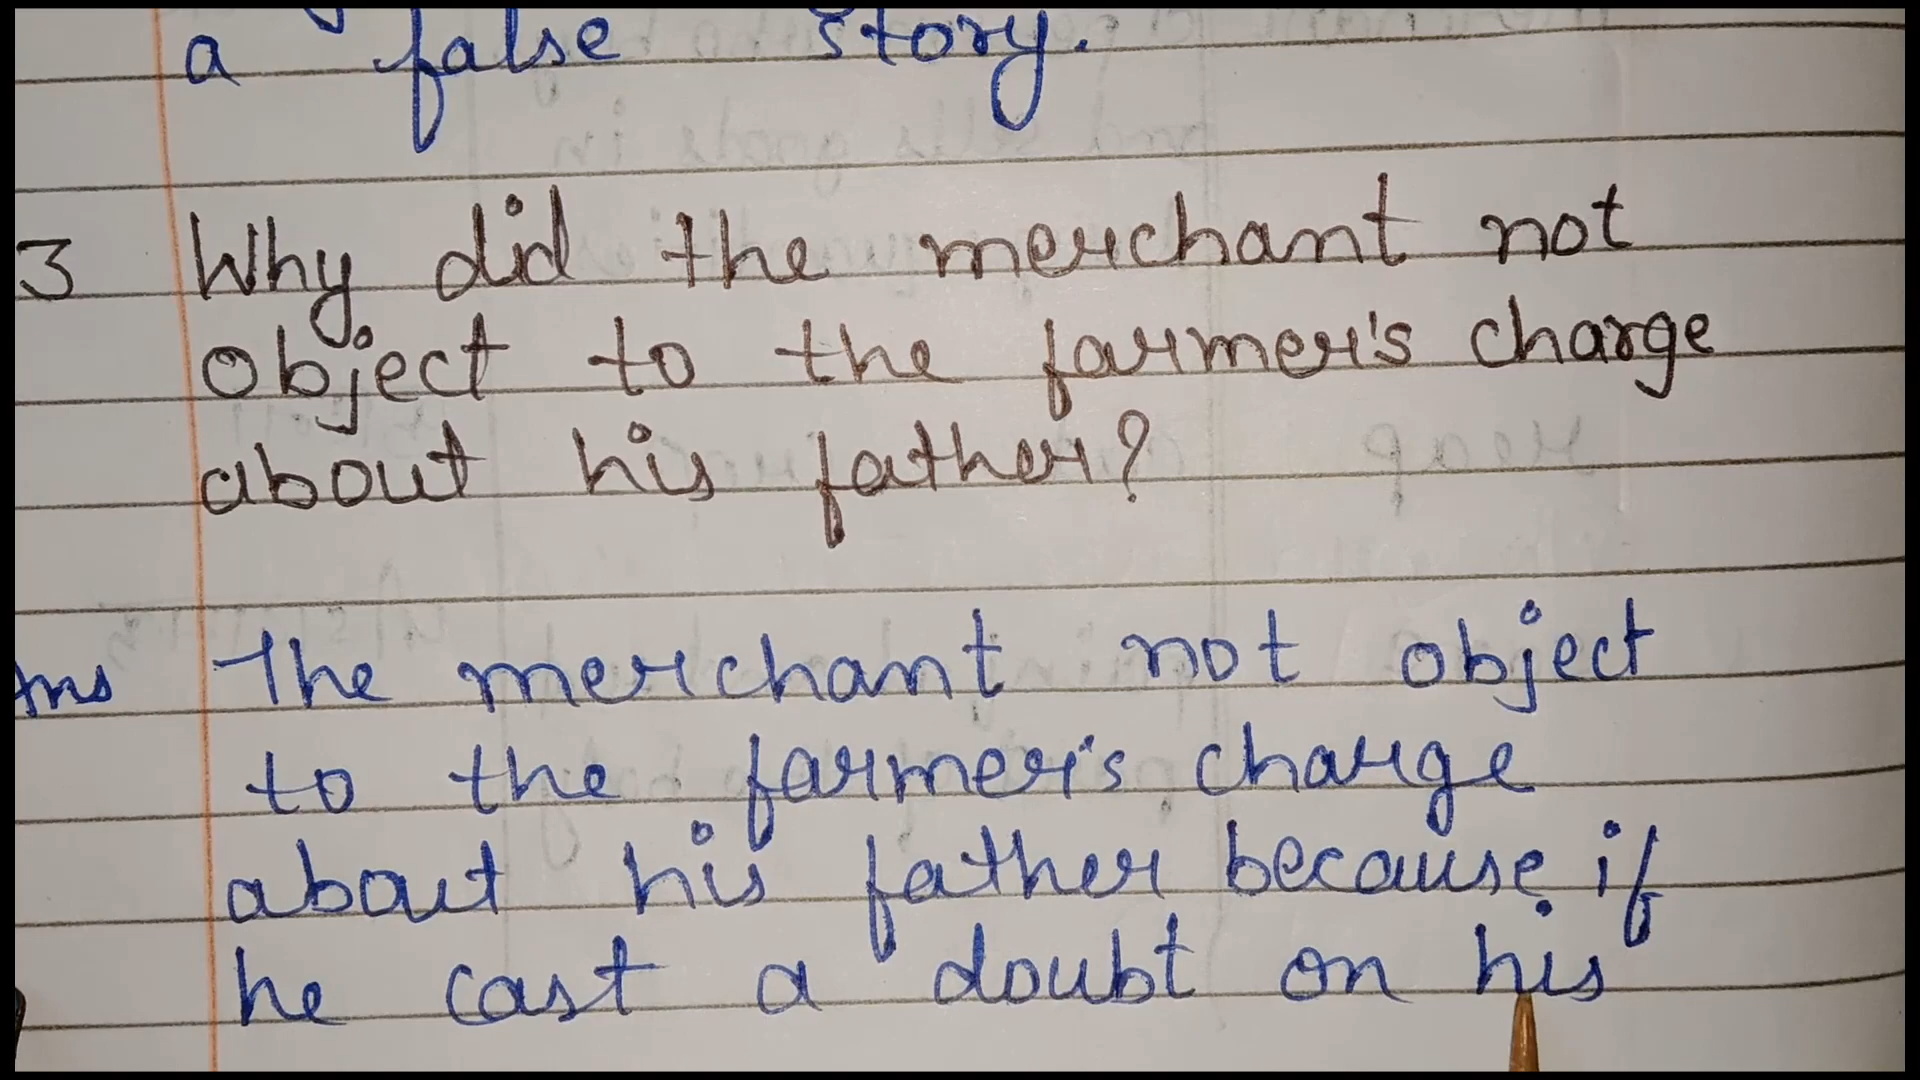 a false story.
3 Why did the merchant not
object to the farmer's charge
about his father?
Ans The merchant not object
to the farmer's charge
about his father because if
he cast a doubt on his